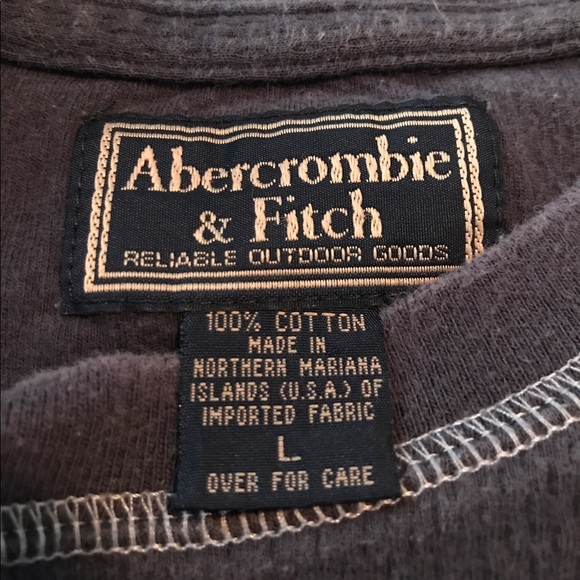 Abercrombie
& Fitch
RELIABLE OUTDOOR GOODS
100% COTTON
MADE IN
NORTHERN MARIANA
ISLANDS (U.S.A.) OF
IMPORTED FABRIC
L
OVER FOR CARE